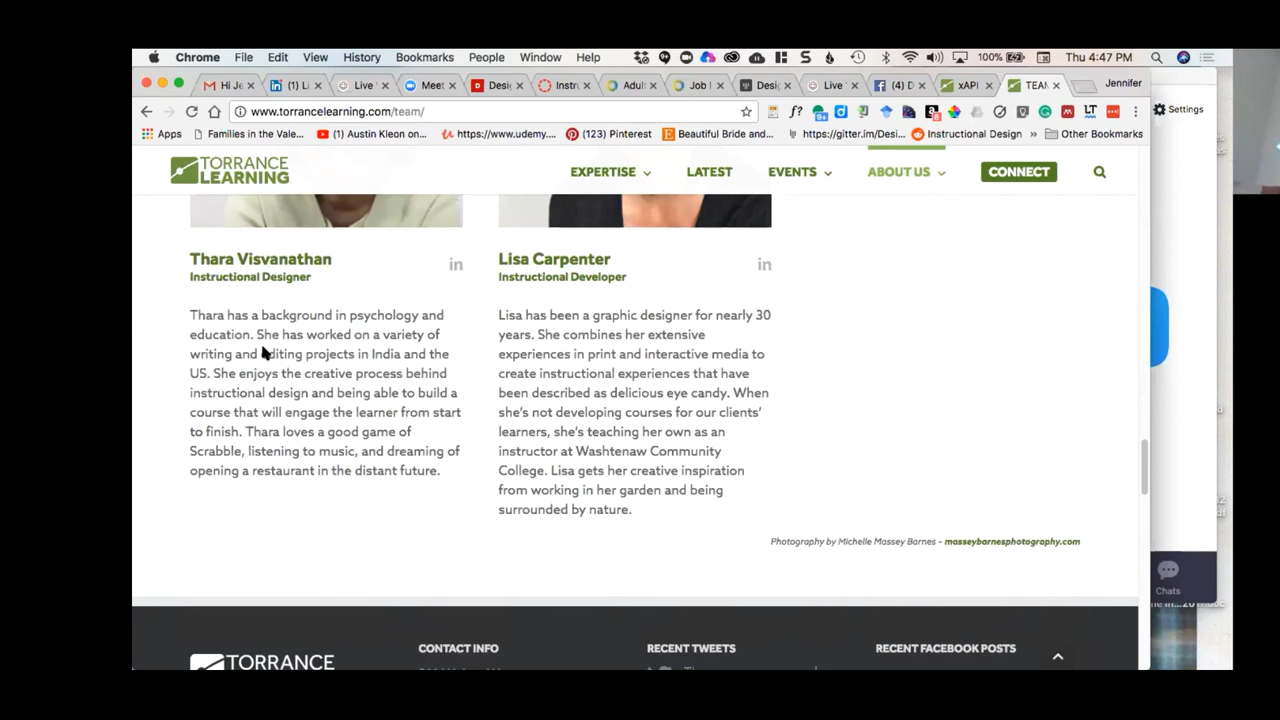 Chrome File Edit View History Bookmarks People Window Help 100% Thu 4:47 PM
Hi Je (1) Li Live Meet Desig Instru Adul Job Desig Live (4) D xAPI TEAM Jennifer
www.torrancelearning.com/team/
Settings
Apps Families in the Vale... (1) Austin Kleon on... https://www.udemy.... (123) Pinterest Beautiful Bride and... https://gitter.im/Desi... Instructional Design » Other Bookmarks
TORRANCE
LEARNING
EXPERTISE LATEST EVENTS ABOUT US CONNECT
Thara Visvanathan
Instructional Designer
in
Thara has a background in psychology and
education. She has worked on a variety of
writing and editing projects in India and the
US. She enjoys the creative process behind
instructional design and being able to build a
course that will engage the learner from start
to finish. Thara loves a good game of
Scrabble, listening to music, and dreaming of
opening a restaurant in the distant future.
Lisa Carpenter
Instructional Developer
in
Lisa has been a graphic designer for nearly 30
years. She combines her extensive
experiences in print and interactive media to
create instructional experiences that have
been described as delicious eye candy. When
she's not developing courses for our clients'
learners, she's teaching her own as an
instructor at Washtenaw Community
College. Lisa gets her creative inspiration
from working in her garden and being
surrounded by nature.
Photography by Michelle Massey Barnes – masseybarnesphotography.com
Chats
TORRANCE
CONTACT INFO
RECENT TWEETS
RECENT FACEBOOK POSTS